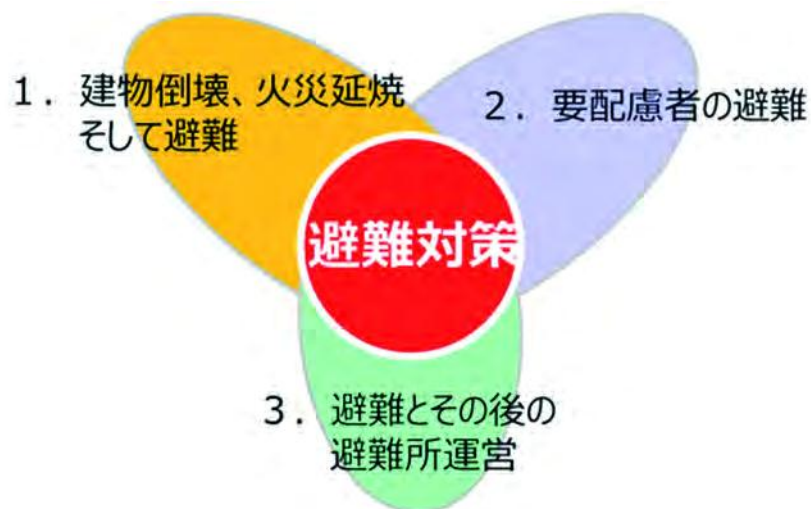 1. 建物倒壊、火災延焼
そして避難
2. 要配慮者の避難
避難対策
3. 避難とその後の
避難所運営